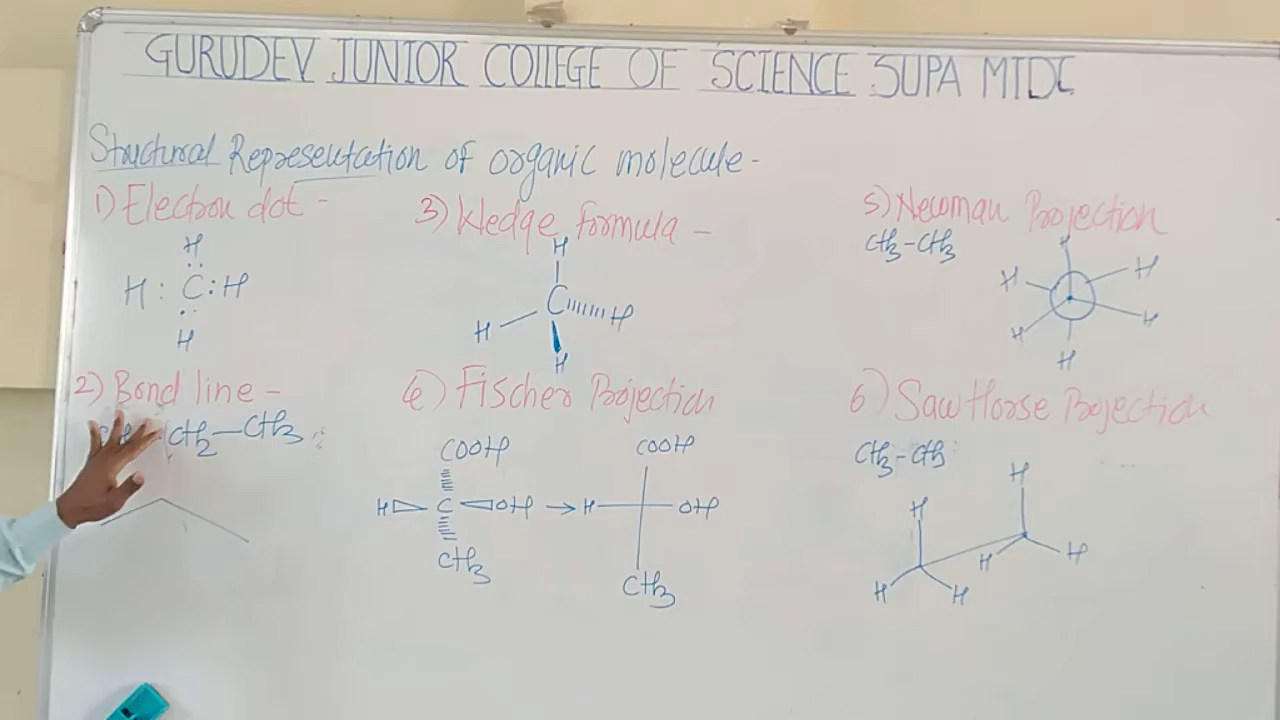 GURUDEV JUNIOR COLLEGE OF SCIENCE SUPA MIDC
Structural Representation of organic molecule -
1) Electron dot -
H
H : C : H
H
2) Bond line -
CH2 — CH3
3) Wedge formula -
H
C
H H
H
4) Fischer Projection
COOH COOH
H C OH → H OH
CH3
CH3
5) Newman Projection
CH3 - CH3
H
H H
H H
H
6) Saw Horse Projection
CH3 - CH3
H
H
H H
H H